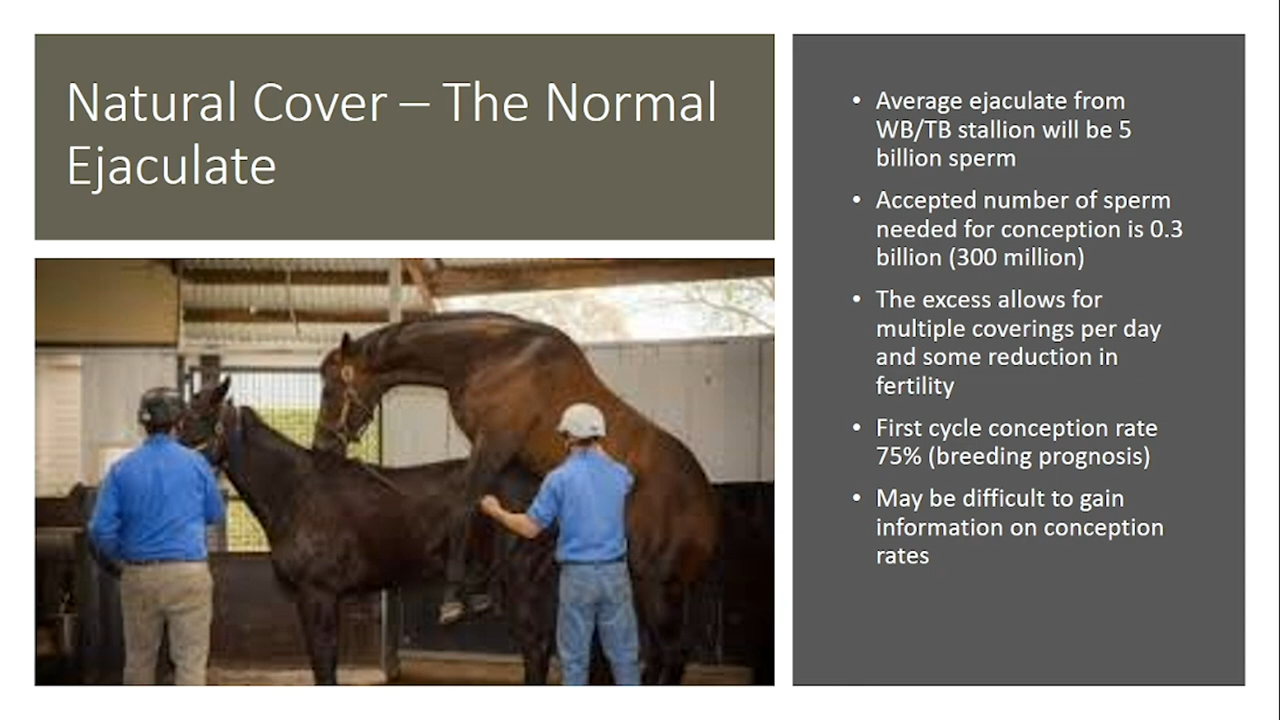 Natural Cover – The Normal
Ejaculate
• Average ejaculate from
WB/TB stallion will be 5
billion sperm
• Accepted number of sperm
needed for conception is 0.3
billion (300 million)
• The excess allows for
multiple coverings per day
and some reduction in
fertility
• First cycle conception rate
75% (breeding prognosis)
• May be difficult to gain
information on conception
rates